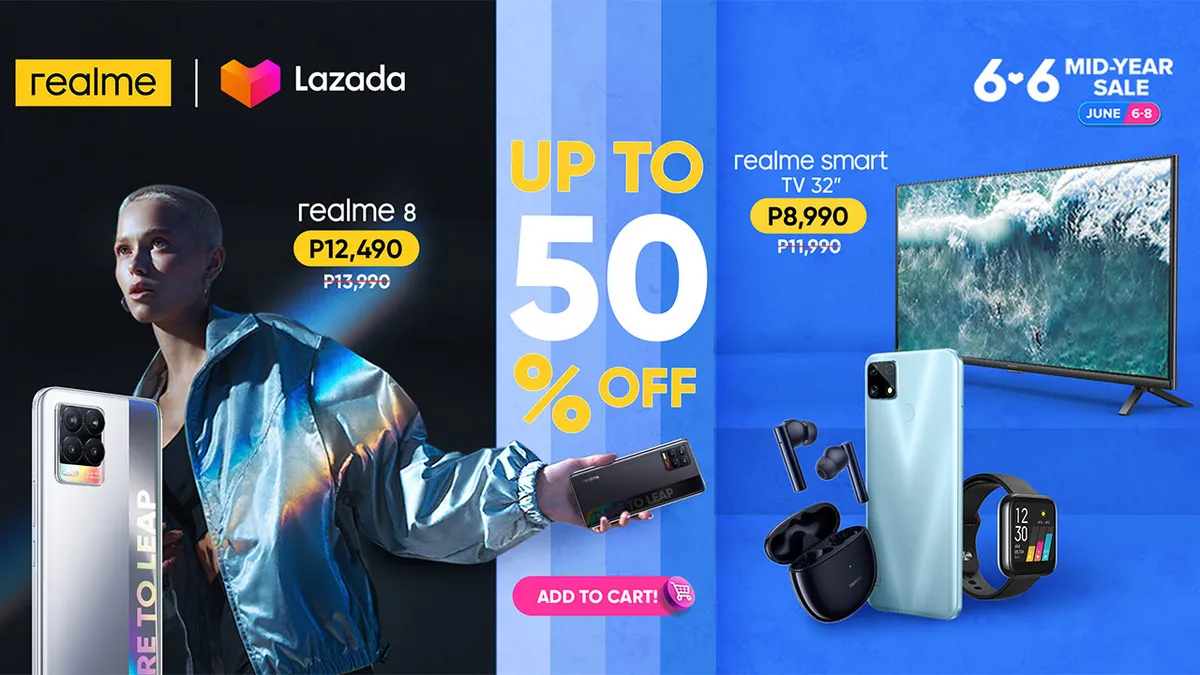 realme
Lazada
6.6 MID-YEAR
SALE
JUNE 6-8
realme 8
P12,490
P13,990
UP TO
50
% OFF
realme smart
TV 32”
P8,990
P11,990
RE TO LEAP
realme
TO LEAP
12
30
ADD TO CART!